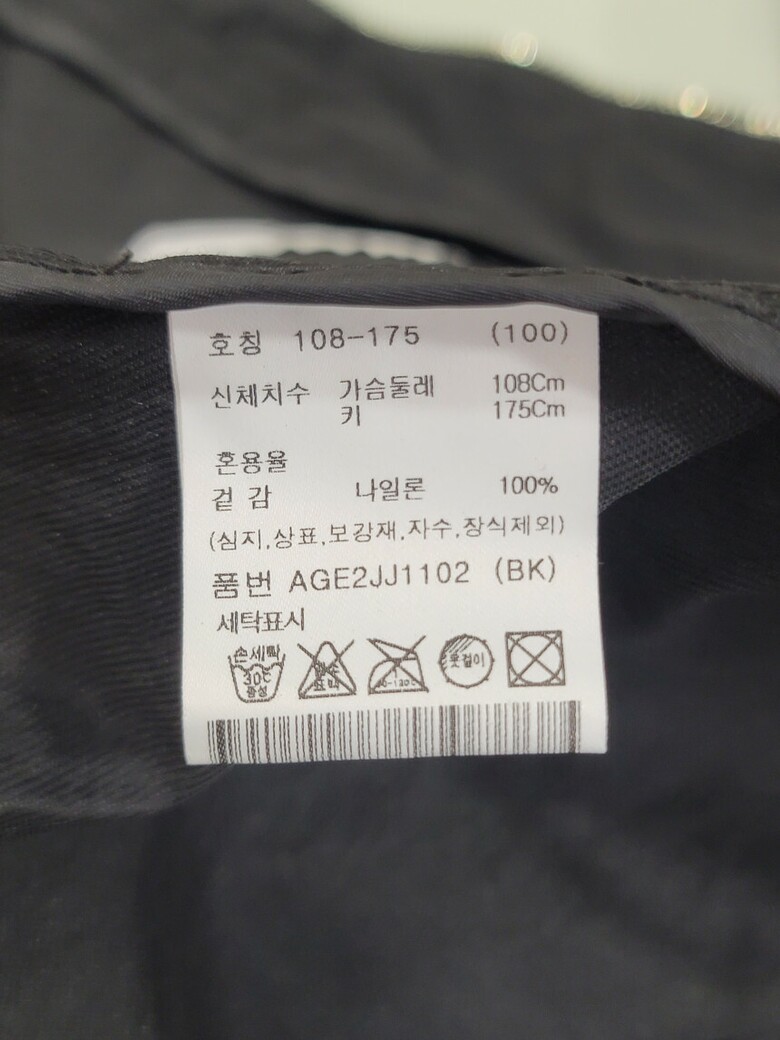 호칭 108-175 (100)
신체치수 가슴둘레 108Cm
키 175Cm
혼용율
겉 감 나일론 100%
(심지,상표,보강재,자수,장식제외)
품번 AGE2JJ1102 (BK)
세탁표시
손세탁
30℃
중성
표백
옷걸이